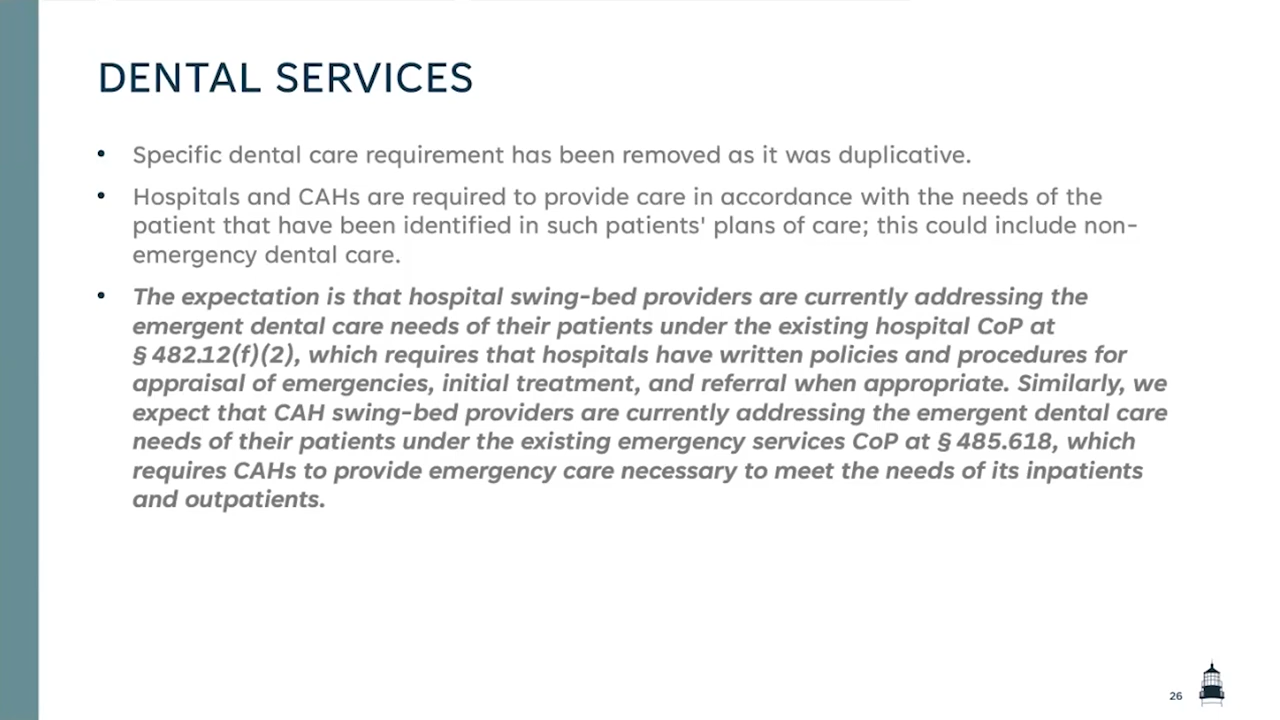 DENTAL SERVICES
• Specific dental care requirement has been removed as it was duplicative.
• Hospitals and CAHs are required to provide care in accordance with the needs of the
patient that have been identified in such patients' plans of care; this could include non-
emergency dental care.
• The expectation is that hospital swing-bed providers are currently addressing the
emergent dental care needs of their patients under the existing hospital CoP at
§ 482.12(f)(2), which requires that hospitals have written policies and procedures for
appraisal of emergencies, initial treatment, and referral when appropriate. Similarly, we
expect that CAH swing-bed providers are currently addressing the emergent dental care
needs of their patients under the existing emergency services CoP at § 485.618, which
requires CAHs to provide emergency care necessary to meet the needs of its inpatients
and outpatients.
26